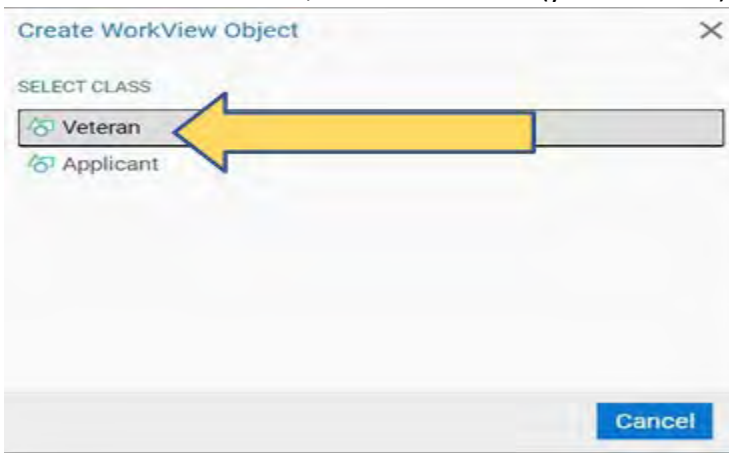 Create WorkView Object
SELECT CLASS
Veteran
Applicant
Cancel